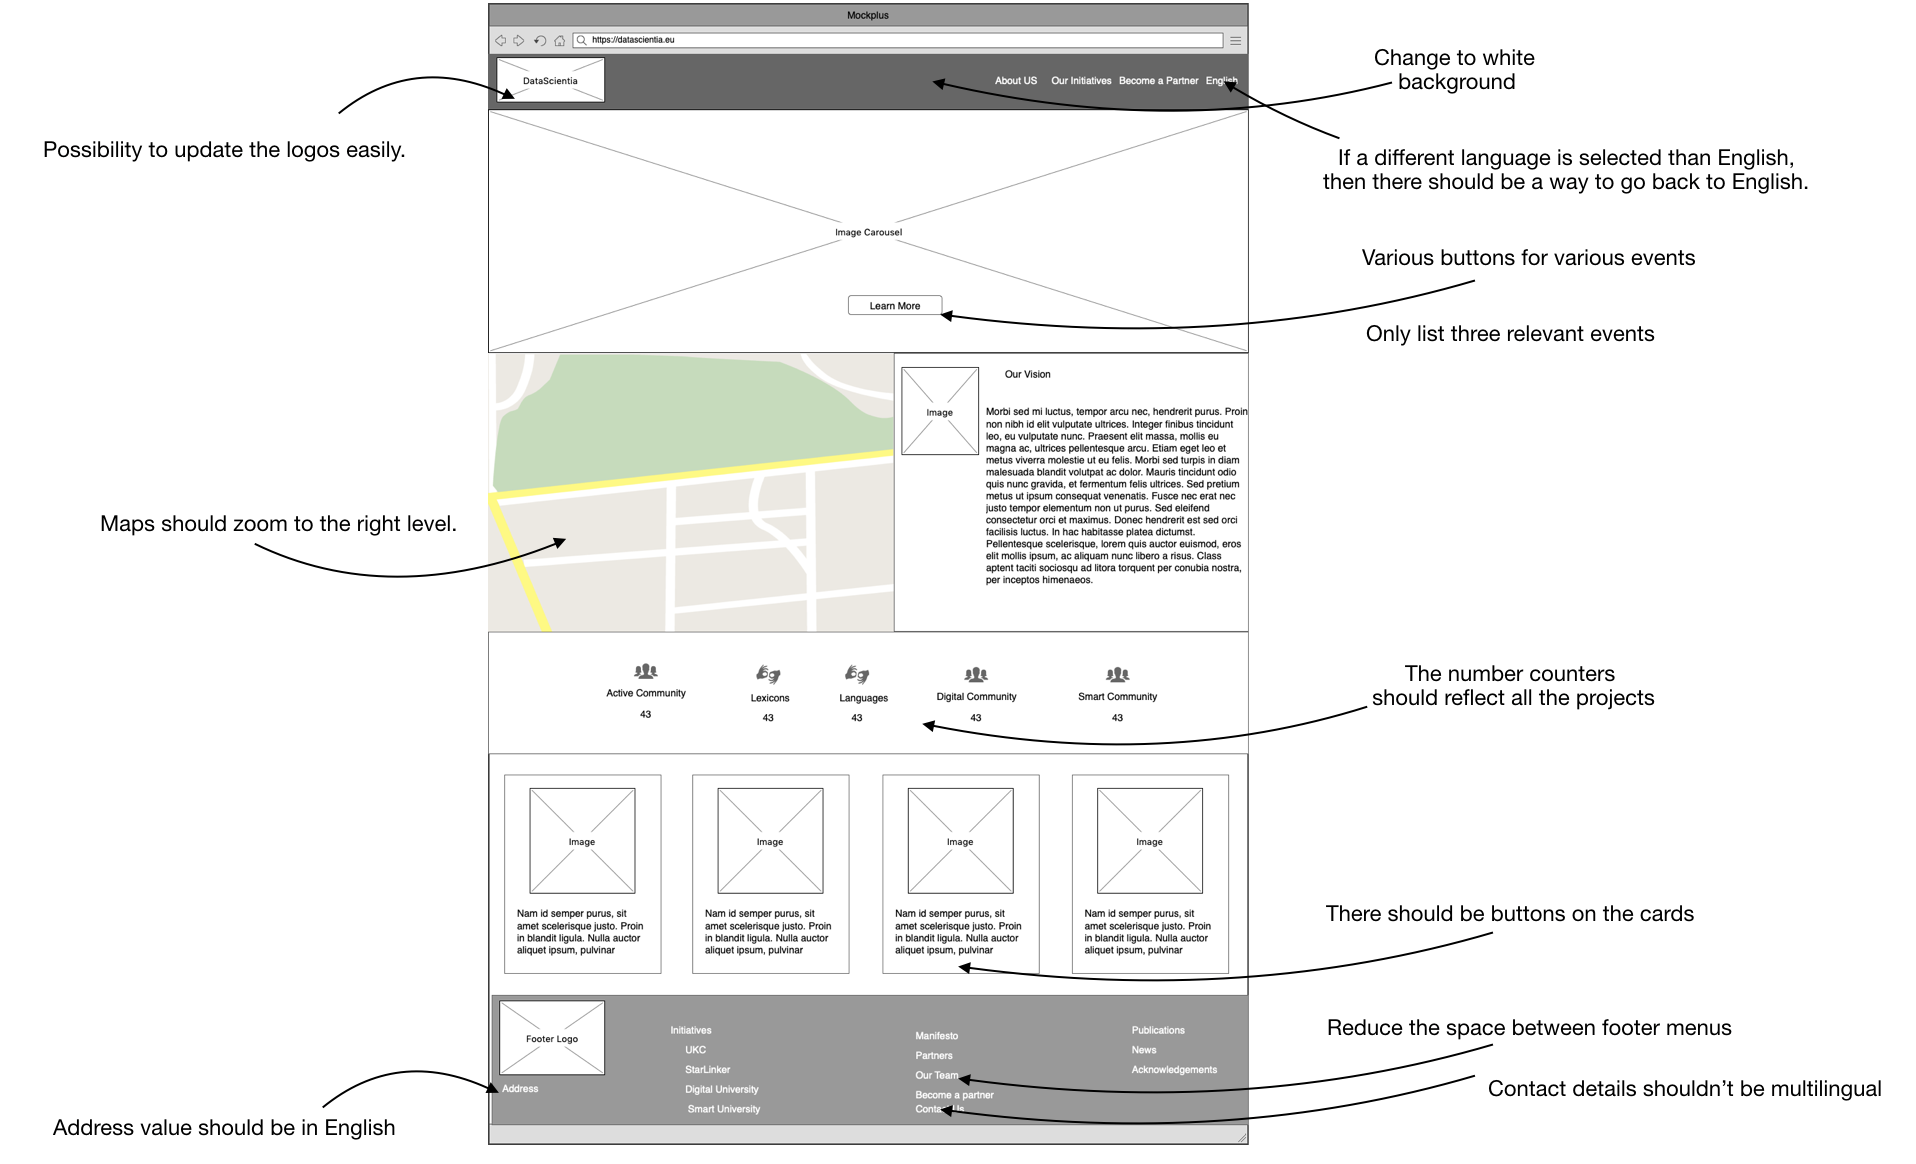 Mockplus
https://datascientia.eu
DataScientia
About US
Our Initiatives
Become a Partner
English
Change to white
background
Possibility to update the logos easily.
If a different language is selected than English,
then there should be a way to go back to English.
Image Carousel
Learn More
Various buttons for various events
Only list three relevant events
Image
Our Vision
Morbi sed mi luctus, tempor arcu nec, hendrerit purus. Proin
non nibh id elit vulputate ultrices. Integer finibus tincidunt
leo, eu vulputate nunc. Praesent elit massa, mollis eu
magna ac, ultrices pellentesque arcu. Etiam eget leo et
metus viverra molestie ut eu felis. Morbi sed turpis in diam
malesuada blandit volutpat ac dolor. Mauris tincidunt odio
quis nunc gravida, et fermentum felis ultrices. Sed pretium
metus ut ipsum consequat venenatis. Fusce nec erat nec
justo tempor elementum non ut purus. Sed eleifend
consectetur orci et maximus. Donec hendrerit est sed orci
facilisis luctus. In hac habitasse platea dictumst.
Pellentesque scelerisque, lorem quis auctor euismod, eros
elit mollis ipsum, ac aliquam nunc libero a risus. Class
aptent taciti sociosqu ad litora torquent per conubia nostra,
per inceptos himenaeos.
Maps should zoom to the right level.
Active Community
43
Lexicons
43
Languages
43
Digital Community
43
Smart Community
43
The number counters
should reflect all the projects
Image
Nam id semper purus, sit
amet scelerisque justo. Proin
in blandit ligula. Nulla auctor
aliquet ipsum, pulvinar
Image
Nam id semper purus, sit
amet scelerisque justo. Proin
in blandit ligula. Nulla auctor
aliquet ipsum, pulvinar
Image
Nam id semper purus, sit
amet scelerisque justo. Proin
in blandit ligula. Nulla auctor
aliquet ipsum, pulvinar
Image
Nam id semper purus, sit
amet scelerisque justo. Proin
in blandit ligula. Nulla auctor
aliquet ipsum, pulvinar
There should be buttons on the cards
Footer Logo
Address
Initiatives
UKC
StarLinker
Digital University
Smart University
Manifesto
Partners
Our Team
Become a partner
Contact Us
Publications
News
Acknowledgements
Reduce the space between footer menus
Contact details shouldn’t be multilingual
Address value should be in English